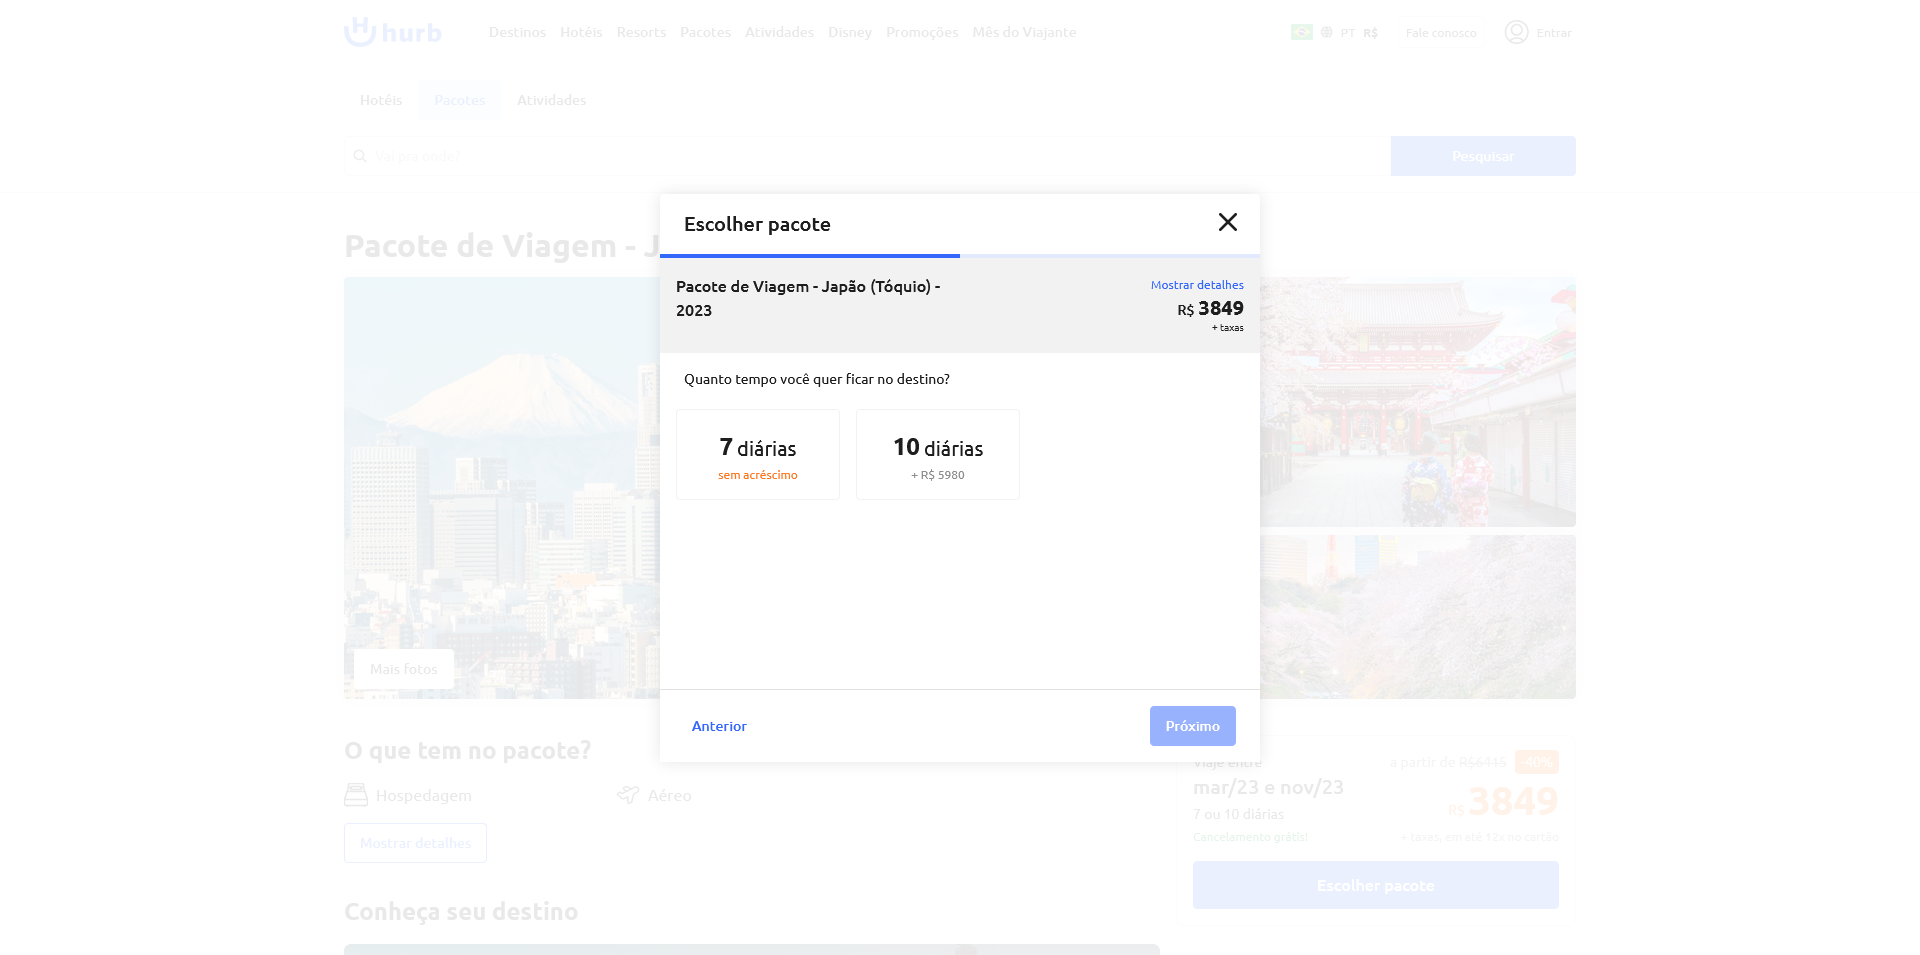 hurb
Destinos Hotéis Resorts Pacotes Atividades Disney Promoções Mês do Viajante
PT R$ Fale conosco Entrar
Hotéis Pacotes Atividades
Vai pra onde?
Pesquisar
Pacote de Viagem - J
Escolher pacote
Pacote de Viagem - Japão (Tóquio) -
2023
Mostrar detalhes
R$ 3849
+ taxas
Quanto tempo você quer ficar no destino?
7 diárias
sem acréscimo
10 diárias
+ R$ 5980
Anterior
Próximo
Mais fotos
O que tem no pacote?
Hospedagem
Aéreo
Mostrar detalhes
Conheça seu destino
Viaje entre
mar/23 e nov/23
7 ou 10 diárias
Cancelamento grátis!
a partir de R$6415 -40%
R$ 3849
+ taxas, em até 12x no cartão
Escolher pacote